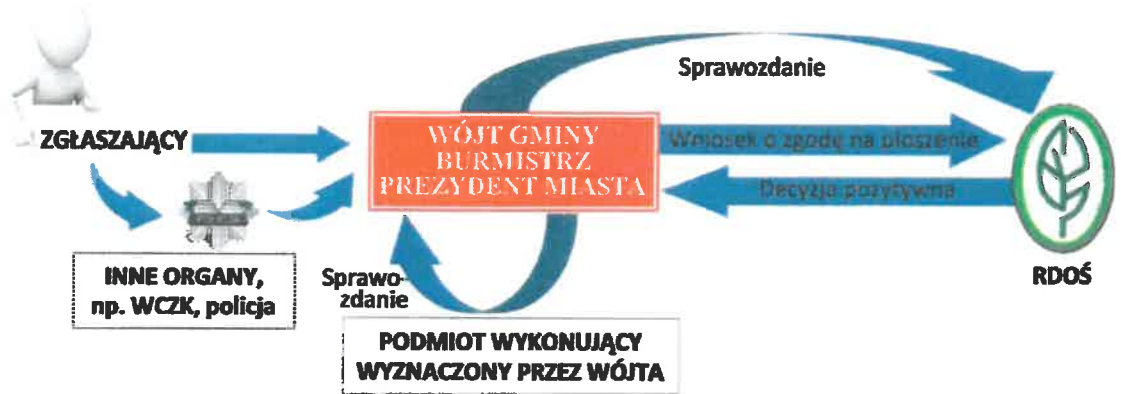 Sprawozdanie
ZGŁASZAJĄCY
WÓJT GMINY
BURMISTRZ
PREZYDENT MIASTA
Wniosek o zgodę na płoszenie
Decyzja pozytywna
RDOŚ
INNE ORGANY,
np. WCZK, policja
Sprawo-
zdanie
PODMIOT WYKONUJĄCY
WYZNACZONY PRZEZ WÓJTA